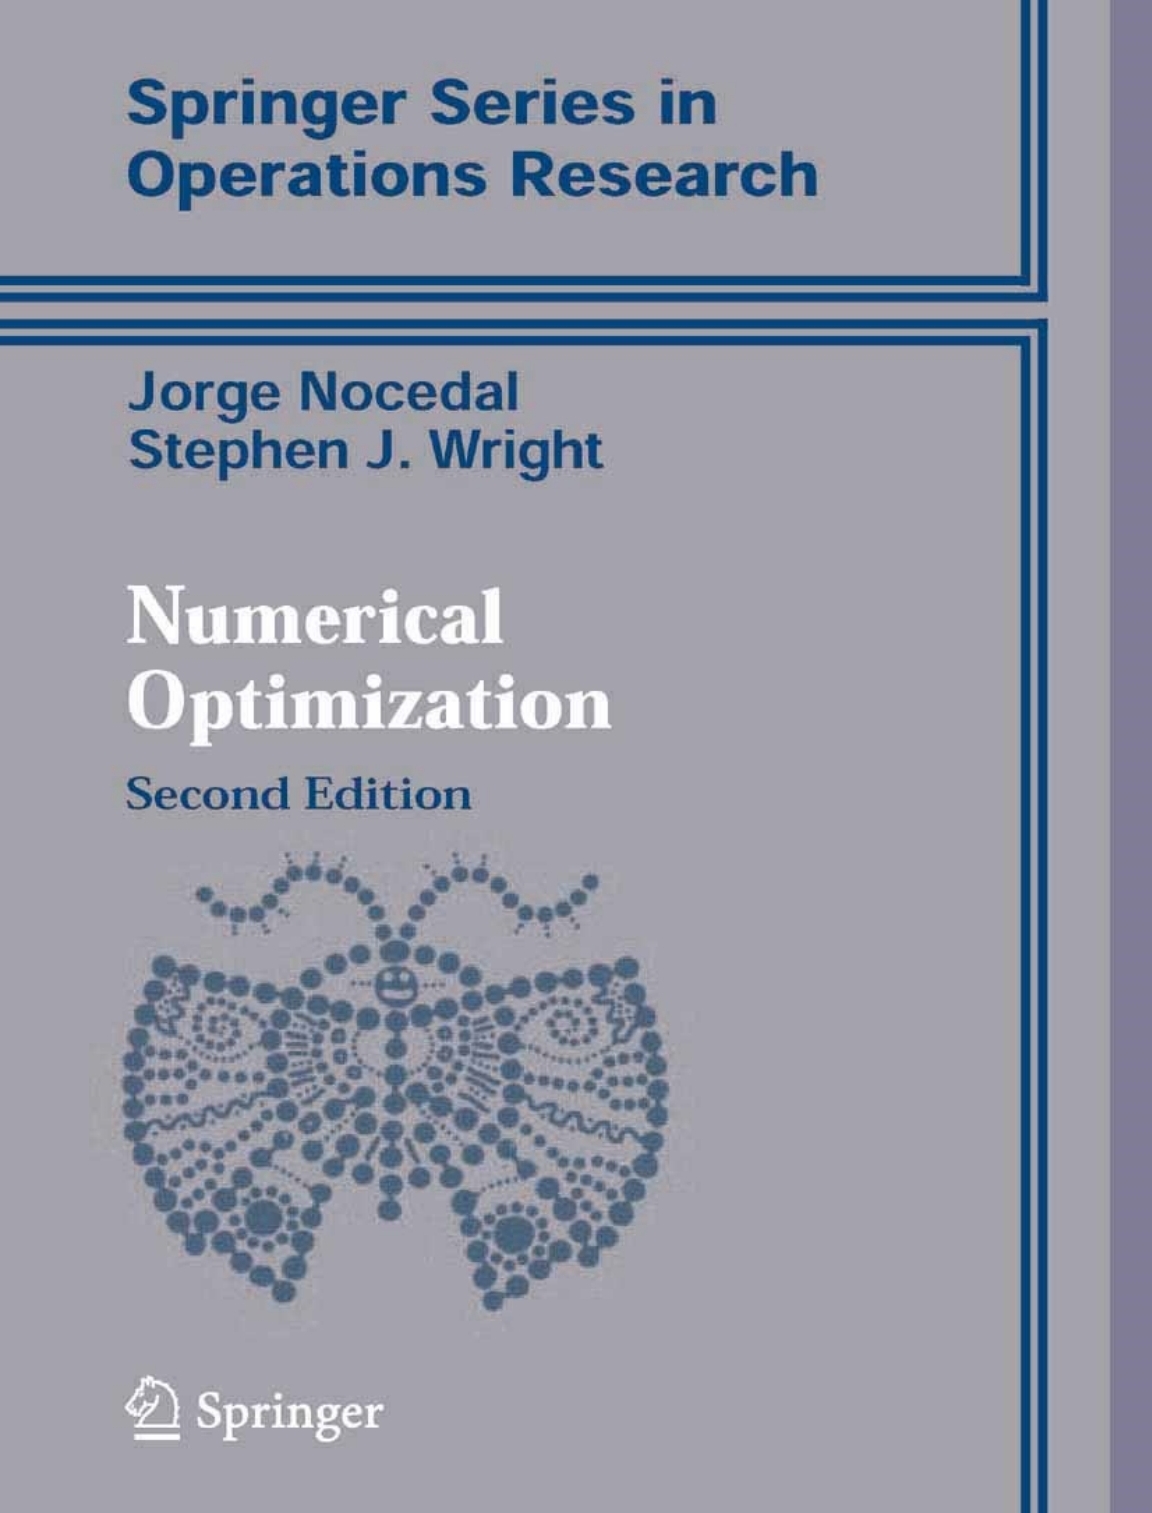 Springer Series in
Operations Research
Jorge Nocedal
Stephen J. Wright
Numerical
Optimization
Second Edition
Springer